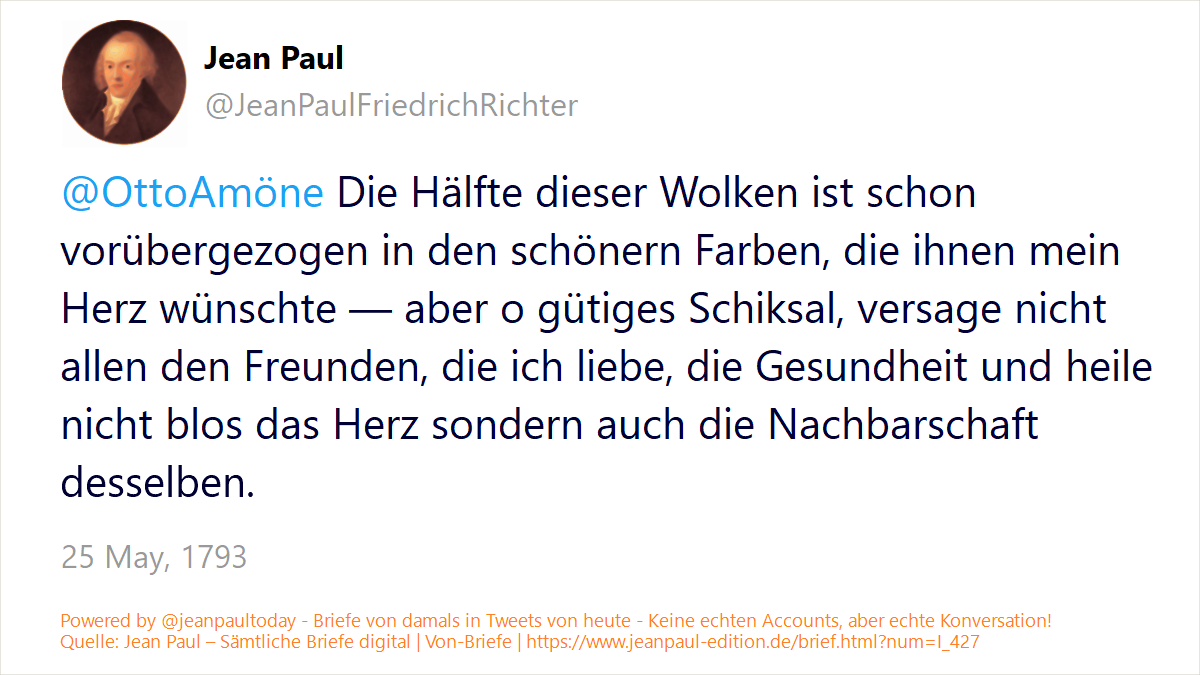 Jean Paul
@JeanPaulFriedrichRichter
@OttoAmöne Die Hälfte dieser Wolken ist schon
vorübergezogen in den schönern Farben, die ihnen mein
Herz wünschte — aber o gütiges Schiksal, versage nicht
allen den Freunden, die ich liebe, die Gesundheit und heile
nicht blos das Herz sondern auch die Nachbarschaft
desselben.
25 May, 1793
Powered by @jeanpaultoday - Briefe von damals in Tweets von heute - Keine echten Accounts, aber echte Konversation!
Quelle: Jean Paul – Sämtliche Briefe digital | Von-Briefe | https://www.jeanpaul-edition.de/brief.html?num=I_427